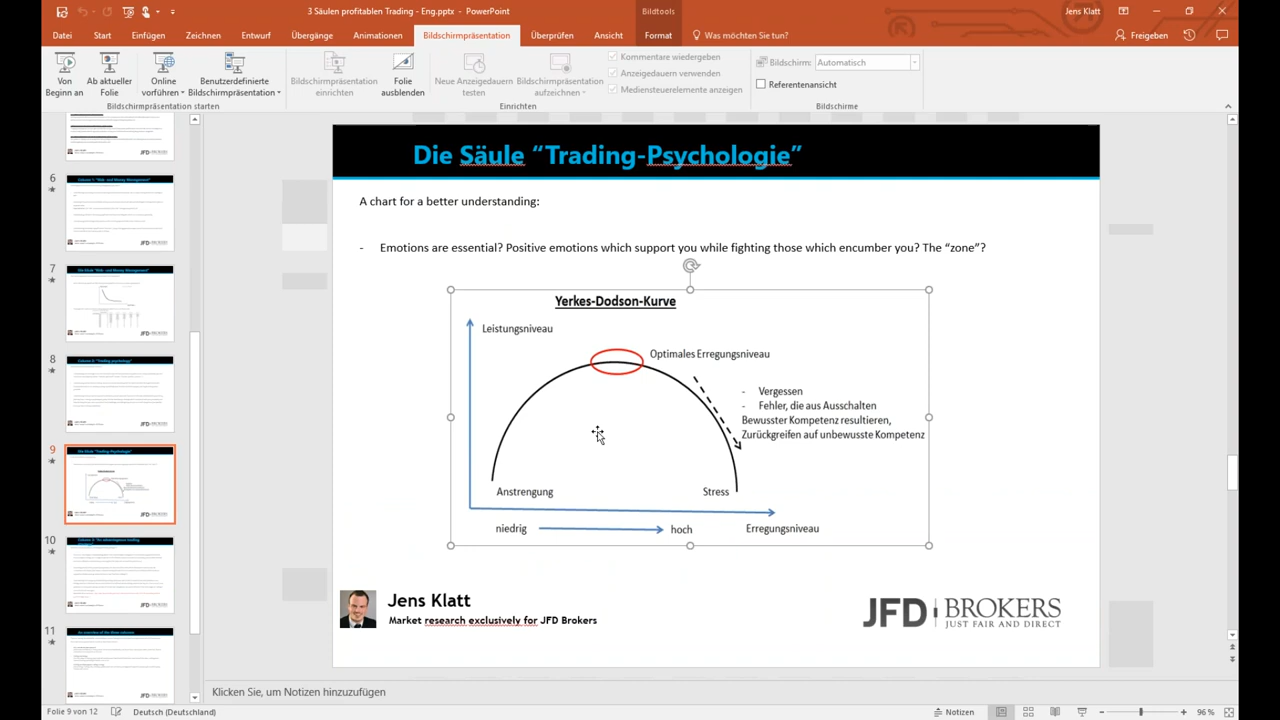 3 Säulen profitablen Trading - Eng.pptx - PowerPoint
Bildtools
Jens Klatt
Datei Start Einfügen Zeichnen Entwurf Übergänge Animationen Bildschirmpräsentation Überprüfen Ansicht Format Was möchten Sie tun? Freigeben
Von Beginn an
Ab aktueller Folie
Online vorführen
Benutzerdefinierte Bildschirmpräsentation
Bildschirmpräsentation starten
Bildschirmpräsentation einrichten
Folie ausblenden
Neue Anzeigedauern testen
Bildschirmpräsentation aufzeichnen
Kommentare wiedergeben
Anzeigedauern verwenden
Mediensteuerelemente anzeigen
Einrichten
Bildschirm: Automatisch
Referentenansicht
Bildschirme
6
7
8
9
10
11
Die Säule “Trading-Psychologie”
A chart for a better understanding:
- Emotions are essential? Positive emotions which support you while fighting those which encumber you? The “zone”?
Yerkes-Dodson-Kurve
Leistungsniveau
Optimales Erregungsniveau
- Vergessen
- Fehler, die aus Ausschalten
Bewusster Kompetenz resultieren,
Zurückgreifen auf unbewusste Kompetenz
Anstrengung
Stress
niedrig
hoch
Erregungsniveau
Jens Klatt
Market research exclusively for JFD Brokers
JFD BROKERS
JUST FAIR AND DIRECT
Klicken Sie, um Notizen hinzuzufügen
Folie 9 von 12
Deutsch (Deutschland)
Notizen
96 %